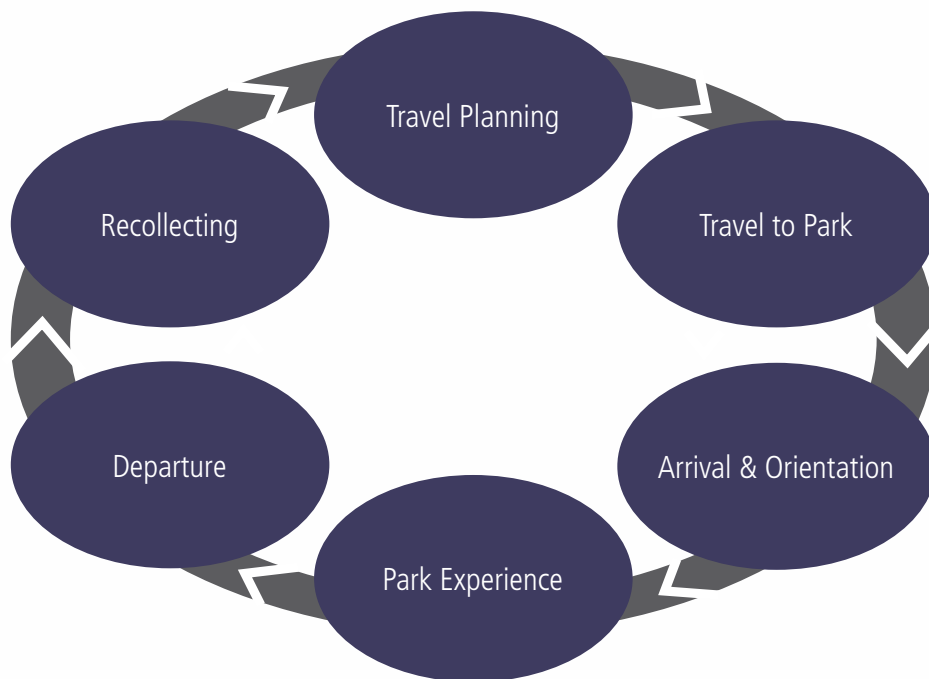 Travel Planning
Travel to Park
Arrival & Orientation
Park Experience
Departure
Recollecting